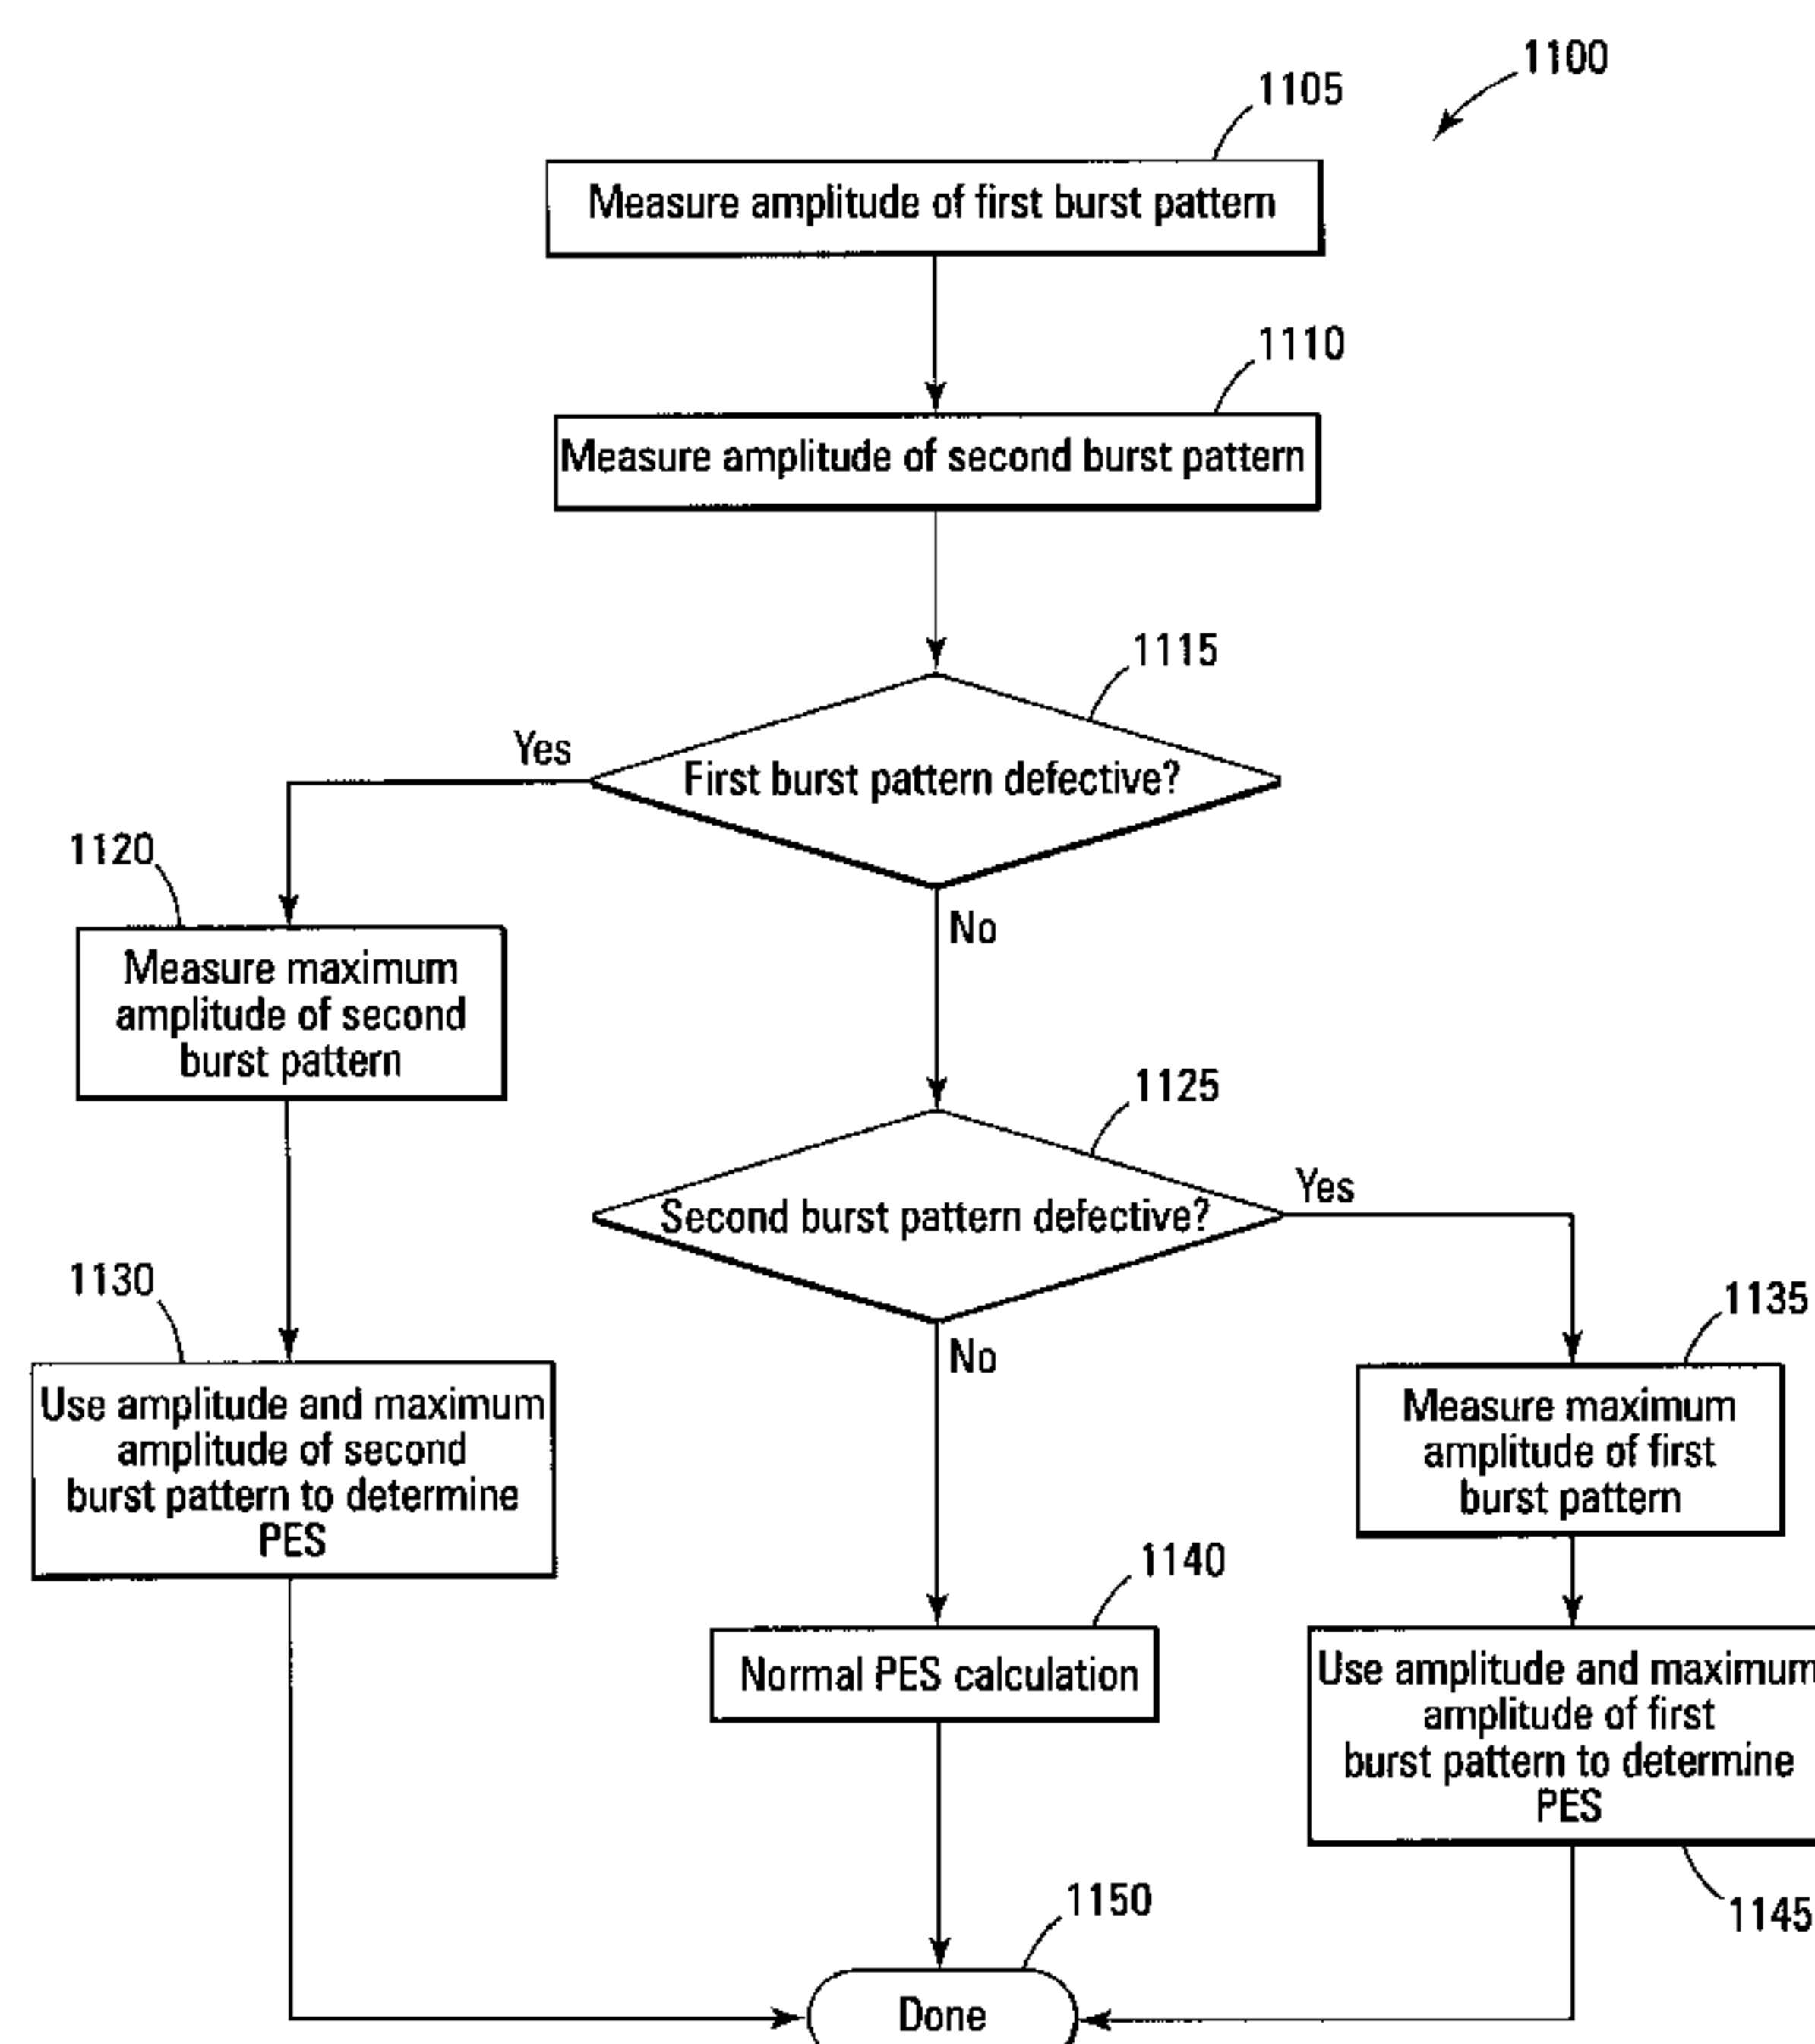 1100
1105
Measure amplitude of first burst pattern
1110
Measure amplitude of second burst pattern
1115
Yes
First burst pattern defective?
1120
No
Measure maximum
amplitude of second
burst pattern
1125
Yes
Second burst pattern defective?
1130
1135
No
Use amplitude and maximum
amplitude of second
burst pattern to determine
PES
Measure maximum
amplitude of first
burst pattern
1140
Normal PES calculation
Use amplitude and maximum
amplitude of first
burst pattern to determine
PES
1145
1150
Done